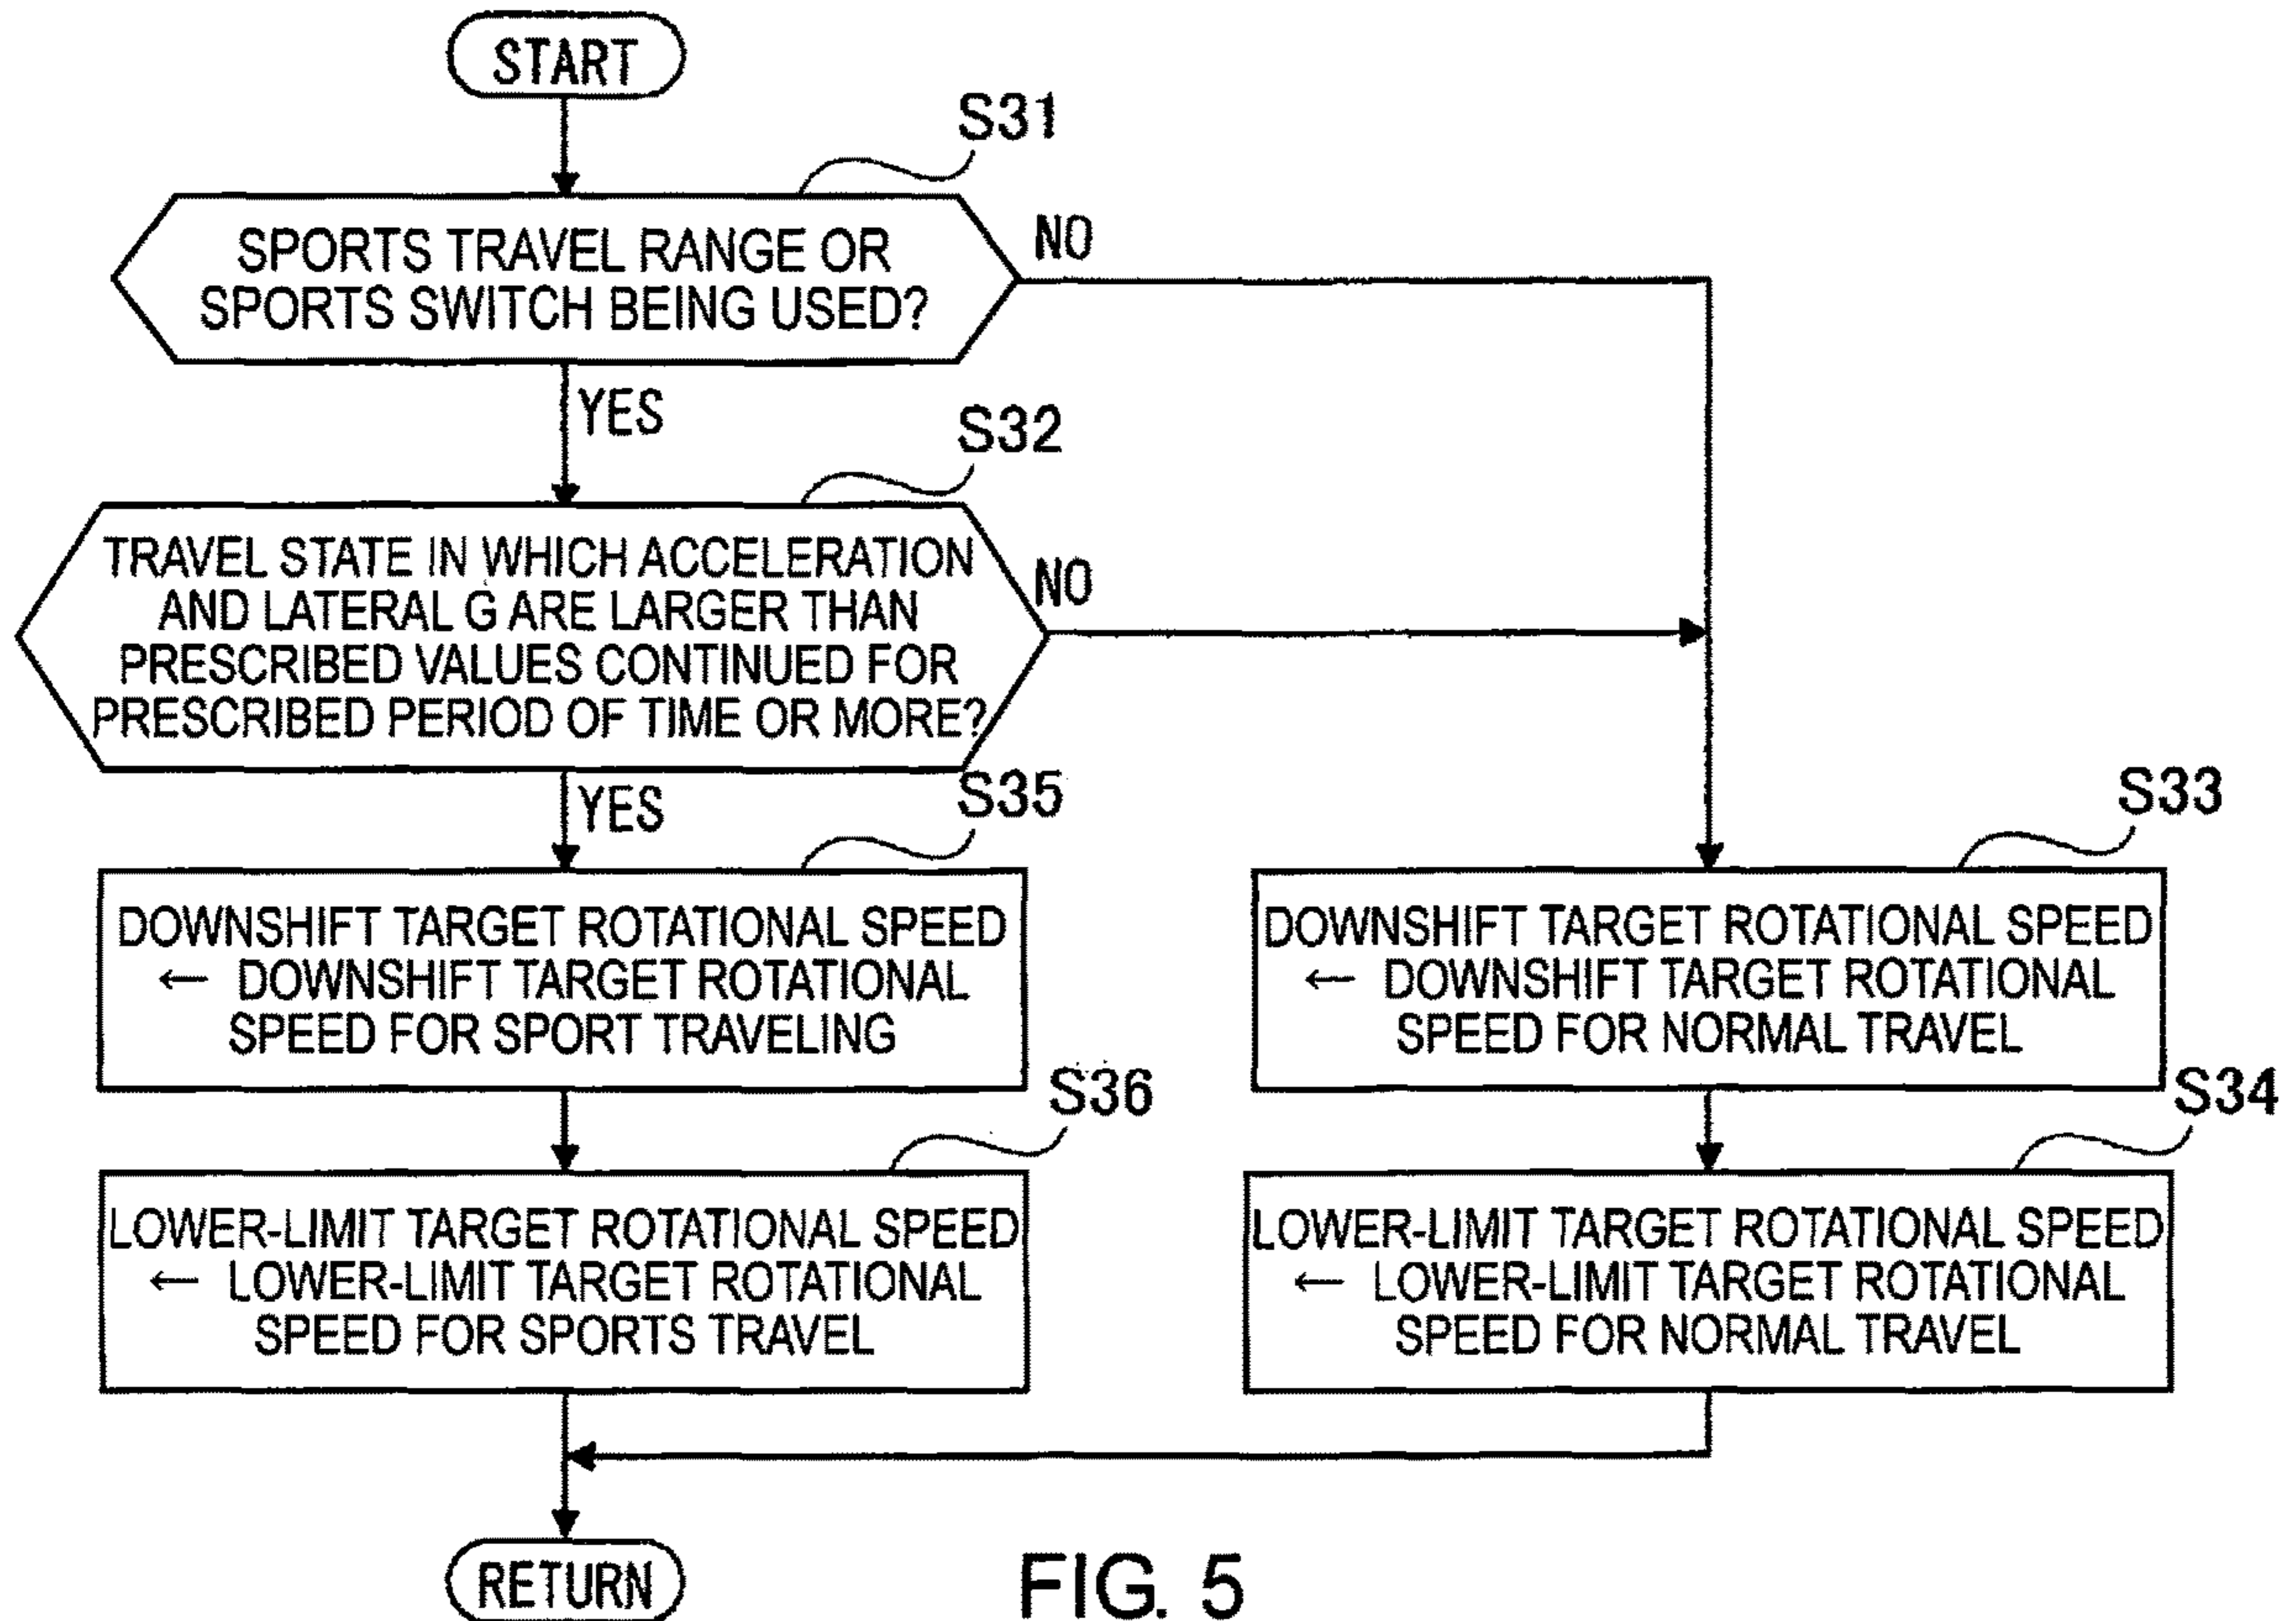 START
S31
SPORTS TRAVEL RANGE OR
SPORTS SWITCH BEING USED?
NO
YES
S32
TRAVEL STATE IN WHICH ACCELERATION
AND LATERAL G ARE LARGER THAN
PRESCRIBED VALUES CONTINUED FOR
PRESCRIBED PERIOD OF TIME OR MORE?
NO
YES
S35
DOWNSHIFT TARGET ROTATIONAL SPEED
← DOWNSHIFT TARGET ROTATIONAL
SPEED FOR SPORT TRAVELING
S33
DOWNSHIFT TARGET ROTATIONAL SPEED
← DOWNSHIFT TARGET ROTATIONAL
SPEED FOR NORMAL TRAVEL
S36
LOWER-LIMIT TARGET ROTATIONAL SPEED
← LOWER-LIMIT TARGET ROTATIONAL
SPEED FOR SPORTS TRAVEL
S34
LOWER-LIMIT TARGET ROTATIONAL SPEED
← LOWER-LIMIT TARGET ROTATIONAL
SPEED FOR NORMAL TRAVEL
RETURN
FIG. 5